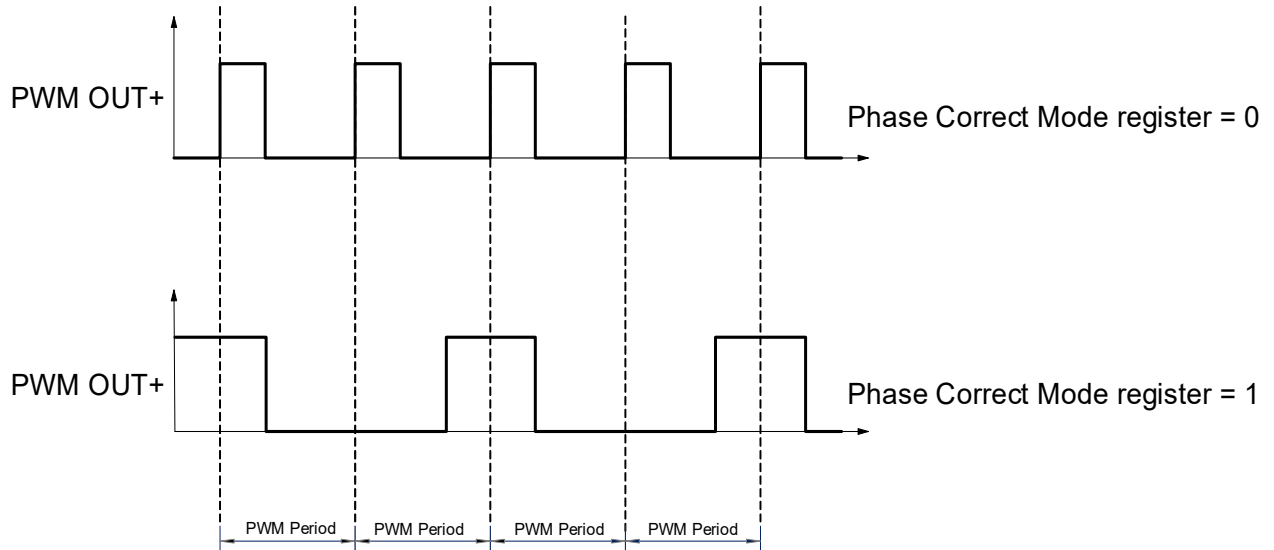 PWM OUT+
Phase Correct Mode register = 0
PWM OUT+
Phase Correct Mode register = 1
PWM Period
PWM Period
PWM Period
PWM Period